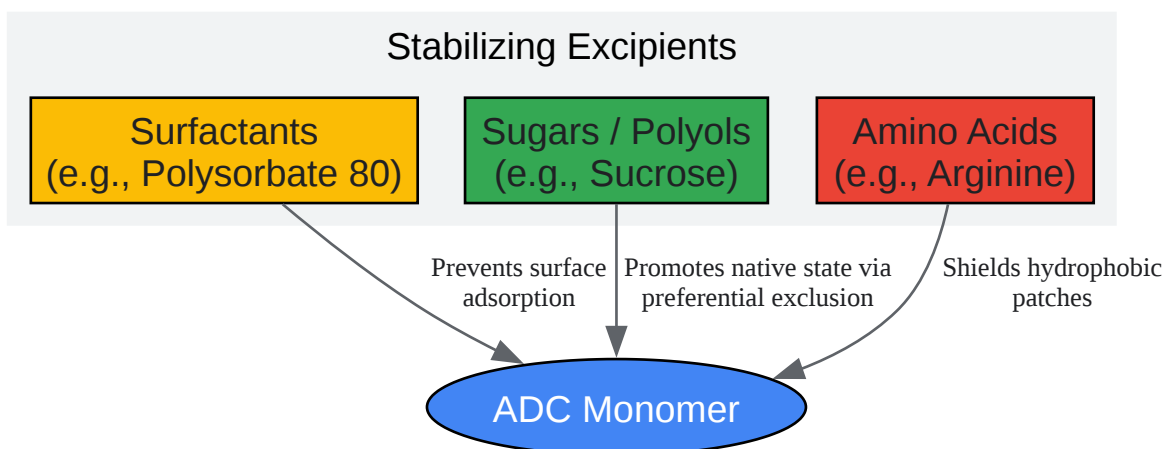 Stabilizing Excipients
Surfactants
(e.g., Polysorbate 80)
Sugars / Polyols
(e.g., Sucrose)
Amino Acids
(e.g., Arginine)
Prevents surface
adsorption
Promotes native state via
preferential exclusion
Shields hydrophobic
patches
ADC Monomer